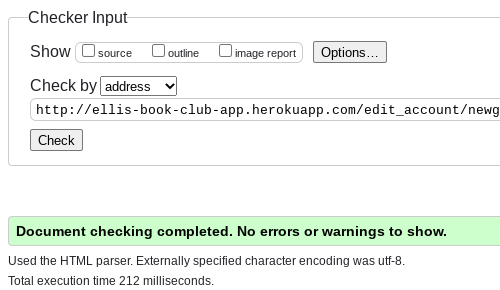 Checker Input
Show source outline image report Options...
Check by address
http://ellis-book-club-app.herokuapp.com/edit_account/newg
Check
Document checking completed. No errors or warnings to show.
Used the HTML parser. Externally specified character encoding was utf-8.
Total execution time 212 milliseconds.